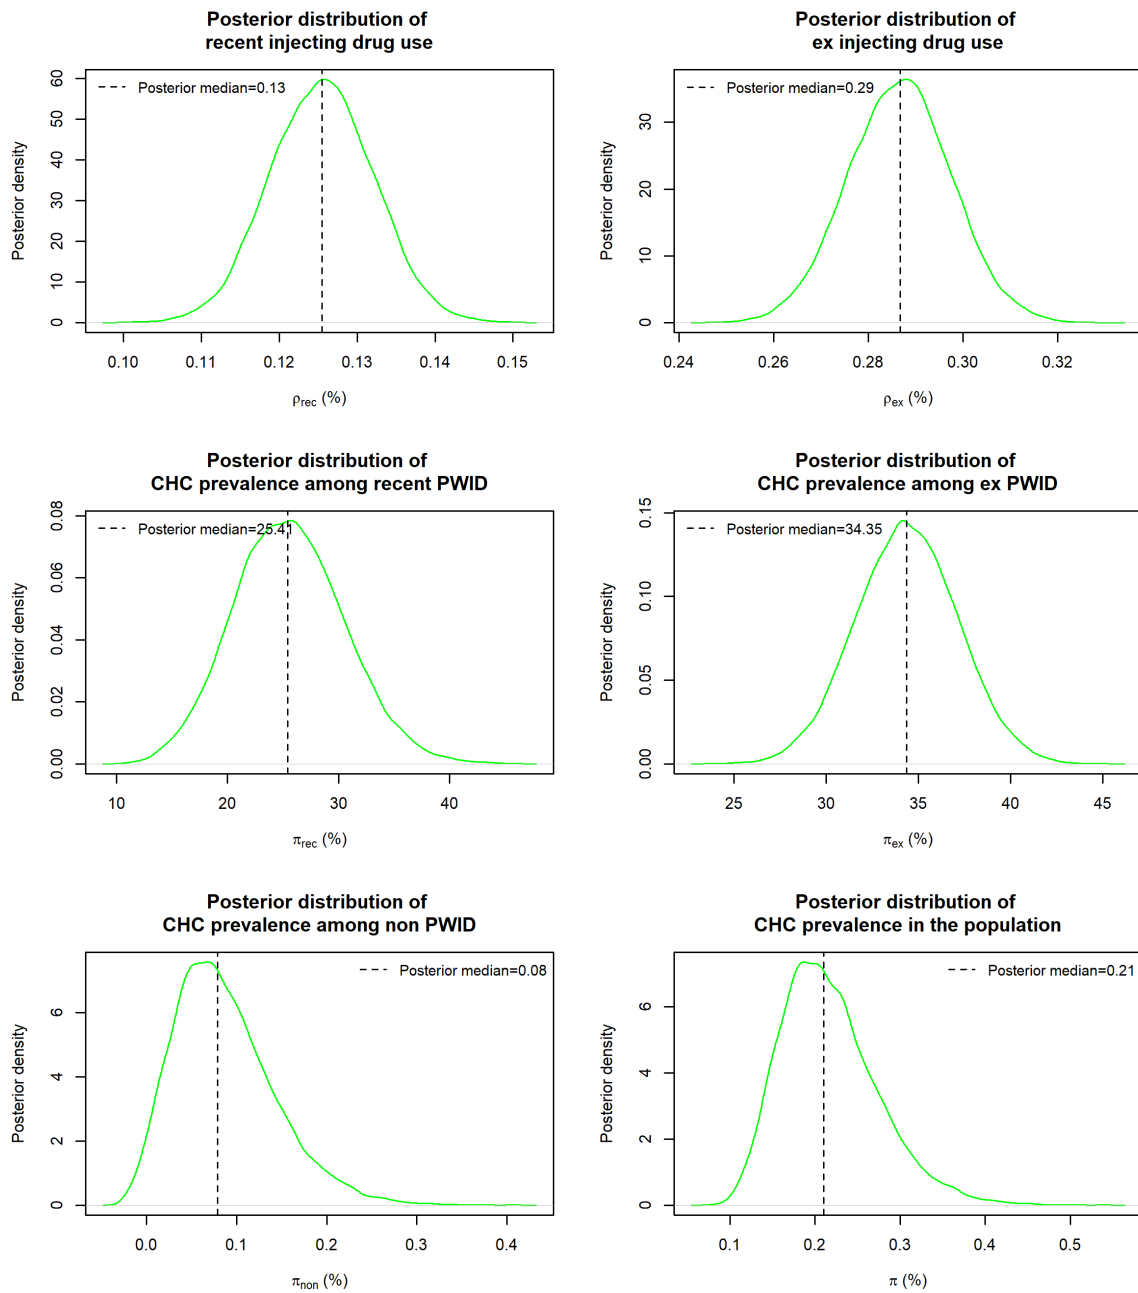 Posterior distribution of
recent injecting drug use
Posterior median=0.13
Posterior density
0 10 20 30 40 50 60
0.10 0.11 0.12 0.13 0.14 0.15
ρrec (%)
Posterior distribution of
ex injecting drug use
Posterior median=0.29
Posterior density
0 10 20 30
0.24 0.26 0.28 0.30 0.32
ρex (%)
Posterior distribution of
CHC prevalence among recent PWID
Posterior median=25.41
Posterior density
0.00 0.02 0.04 0.06 0.08
10 20 30 40
πrec (%)
Posterior distribution of
CHC prevalence among ex PWID
Posterior median=34.35
Posterior density
0.00 0.05 0.10 0.15
25 30 35 40 45
πex (%)
Posterior distribution of
CHC prevalence among non PWID
Posterior median=0.08
Posterior density
0 2 4 6
0.0 0.1 0.2 0.3 0.4
πnon (%)
Posterior distribution of
CHC prevalence in the population
Posterior median=0.21
Posterior density
0 2 4 6
0.1 0.2 0.3 0.4 0.5
π (%)